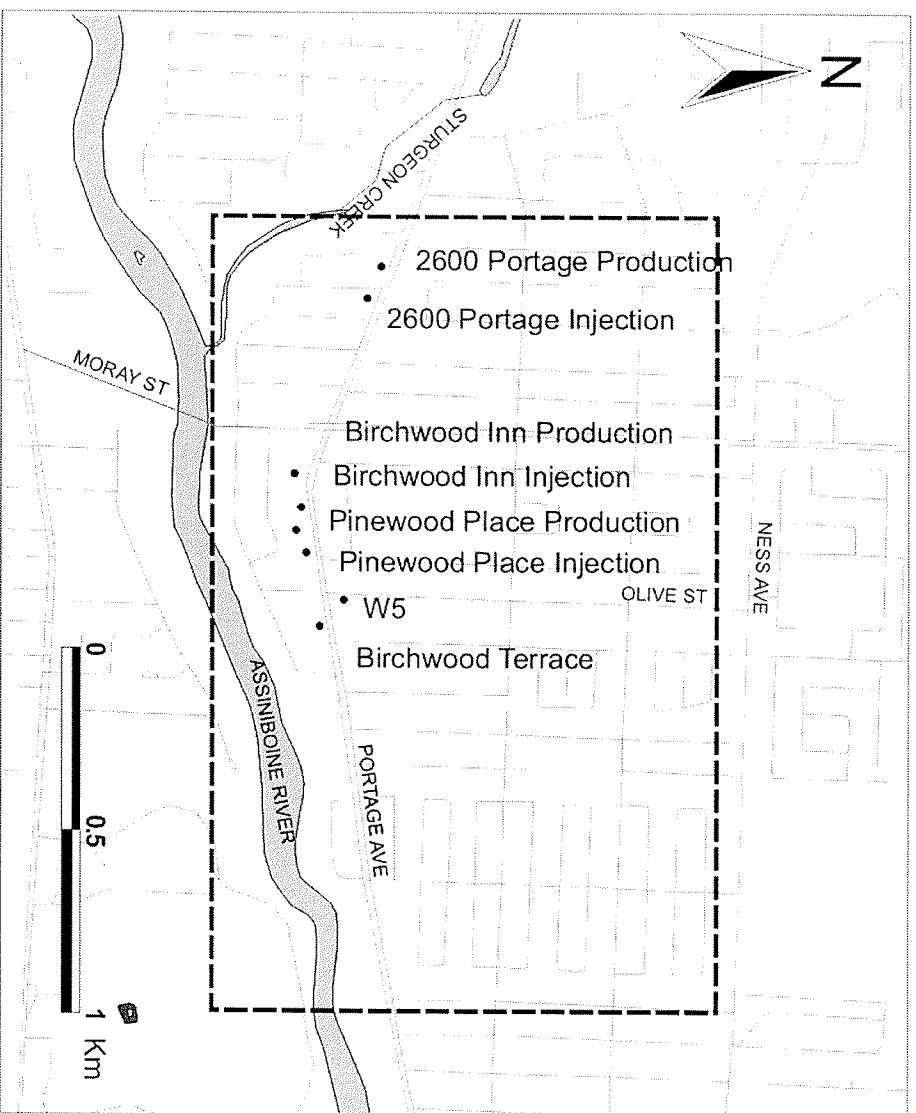 N
STURGEON CREEK
2600 Portage Production
2600 Portage Injection
MORAY ST
Birchwood Inn Production
Birchwood Inn Injection
Pinewood Place Production
Pinewood Place Injection
NESS AVE
OLIVE ST
W5
Birchwood Terrace
ASSINIBOINE RIVER
PORTAGE AVE
0 0.5 1 Km